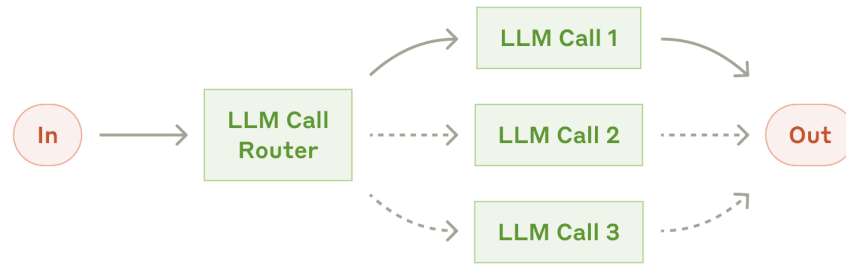 In
LLM Call
Router
LLM Call 1
LLM Call 2
LLM Call 3
Out